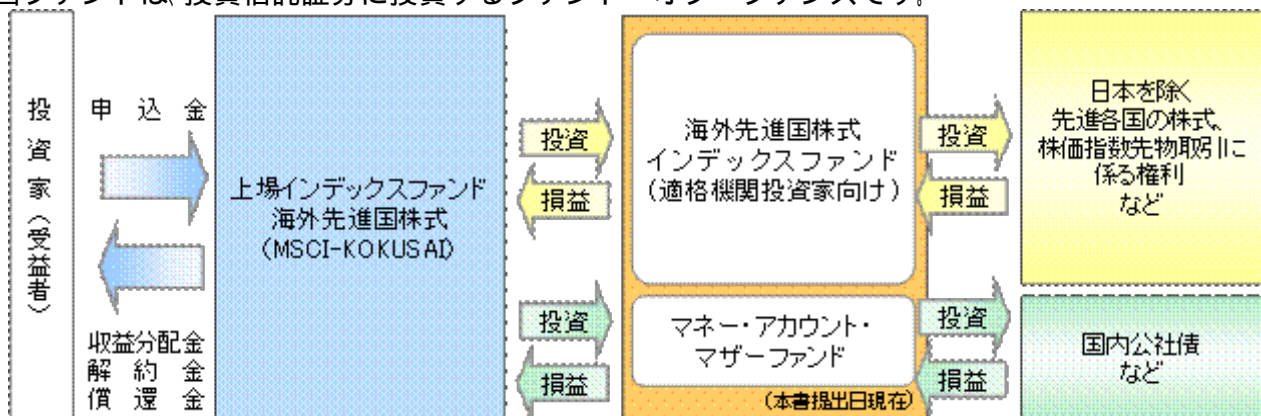 当ファンドは、投資信託証券に投資するファンド・オブ・ファンズです。
投資家(受益者)
申込金
収益分配金
解約金
償還金
上場インデックスファンド
海外先進国株式
(MSCI-KOKUSAI)
投資
損益
投資
損益
海外先進国株式
インデックスファンド
(適格機関投資家向け)
マネー・アカウント・
マザーファンド
(本書提出日現在)
投資
損益
投資
損益
日本を除く
先進各国の株式、
株価指数先物取引に
係る権利
など
国内公社債
など